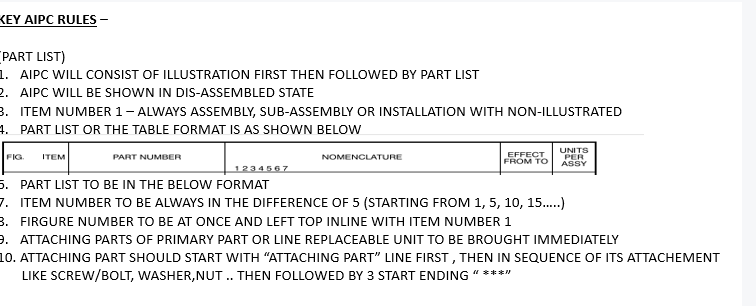 KEY AIPC RULES –
(PART LIST)
1. AIPC WILL CONSIST OF ILLUSTRATION FIRST THEN FOLLOWED BY PART LIST
2. AIPC WILL BE SHOWN IN DIS-ASSEMBLED STATE
3. ITEM NUMBER 1 – ALWAYS ASSEMBLY, SUB-ASSEMBLY OR INSTALLATION WITH NON-ILLUSTRATED
4. PART LIST OR THE TABLE FORMAT IS AS SHOWN BELOW
FIG. ITEM PART NUMBER 1 2 3 4 5 6 7 NOMENCLATURE EFFECT FROM TO UNITS PER ASSY
6. PART LIST TO BE IN THE BELOW FORMAT
7. ITEM NUMBER TO BE ALWAYS IN THE DIFFERENCE OF 5 (STARTING FROM 1, 5, 10, 15.....)
8. FIRGURE NUMBER TO BE AT ONCE AND LEFT TOP INLINE WITH ITEM NUMBER 1
9. ATTACHING PARTS OF PRIMARY PART OR LINE REPLACEABLE UNIT TO BE BROUGHT IMMEDIATELY
10. ATTACHING PART SHOULD START WITH “ATTACHING PART” LINE FIRST , THEN IN SEQUENCE OF ITS ATTACHEMENT
LIKE SCREW/BOLT, WASHER,NUT .. THEN FOLLOWED BY 3 START ENDING “ ***”